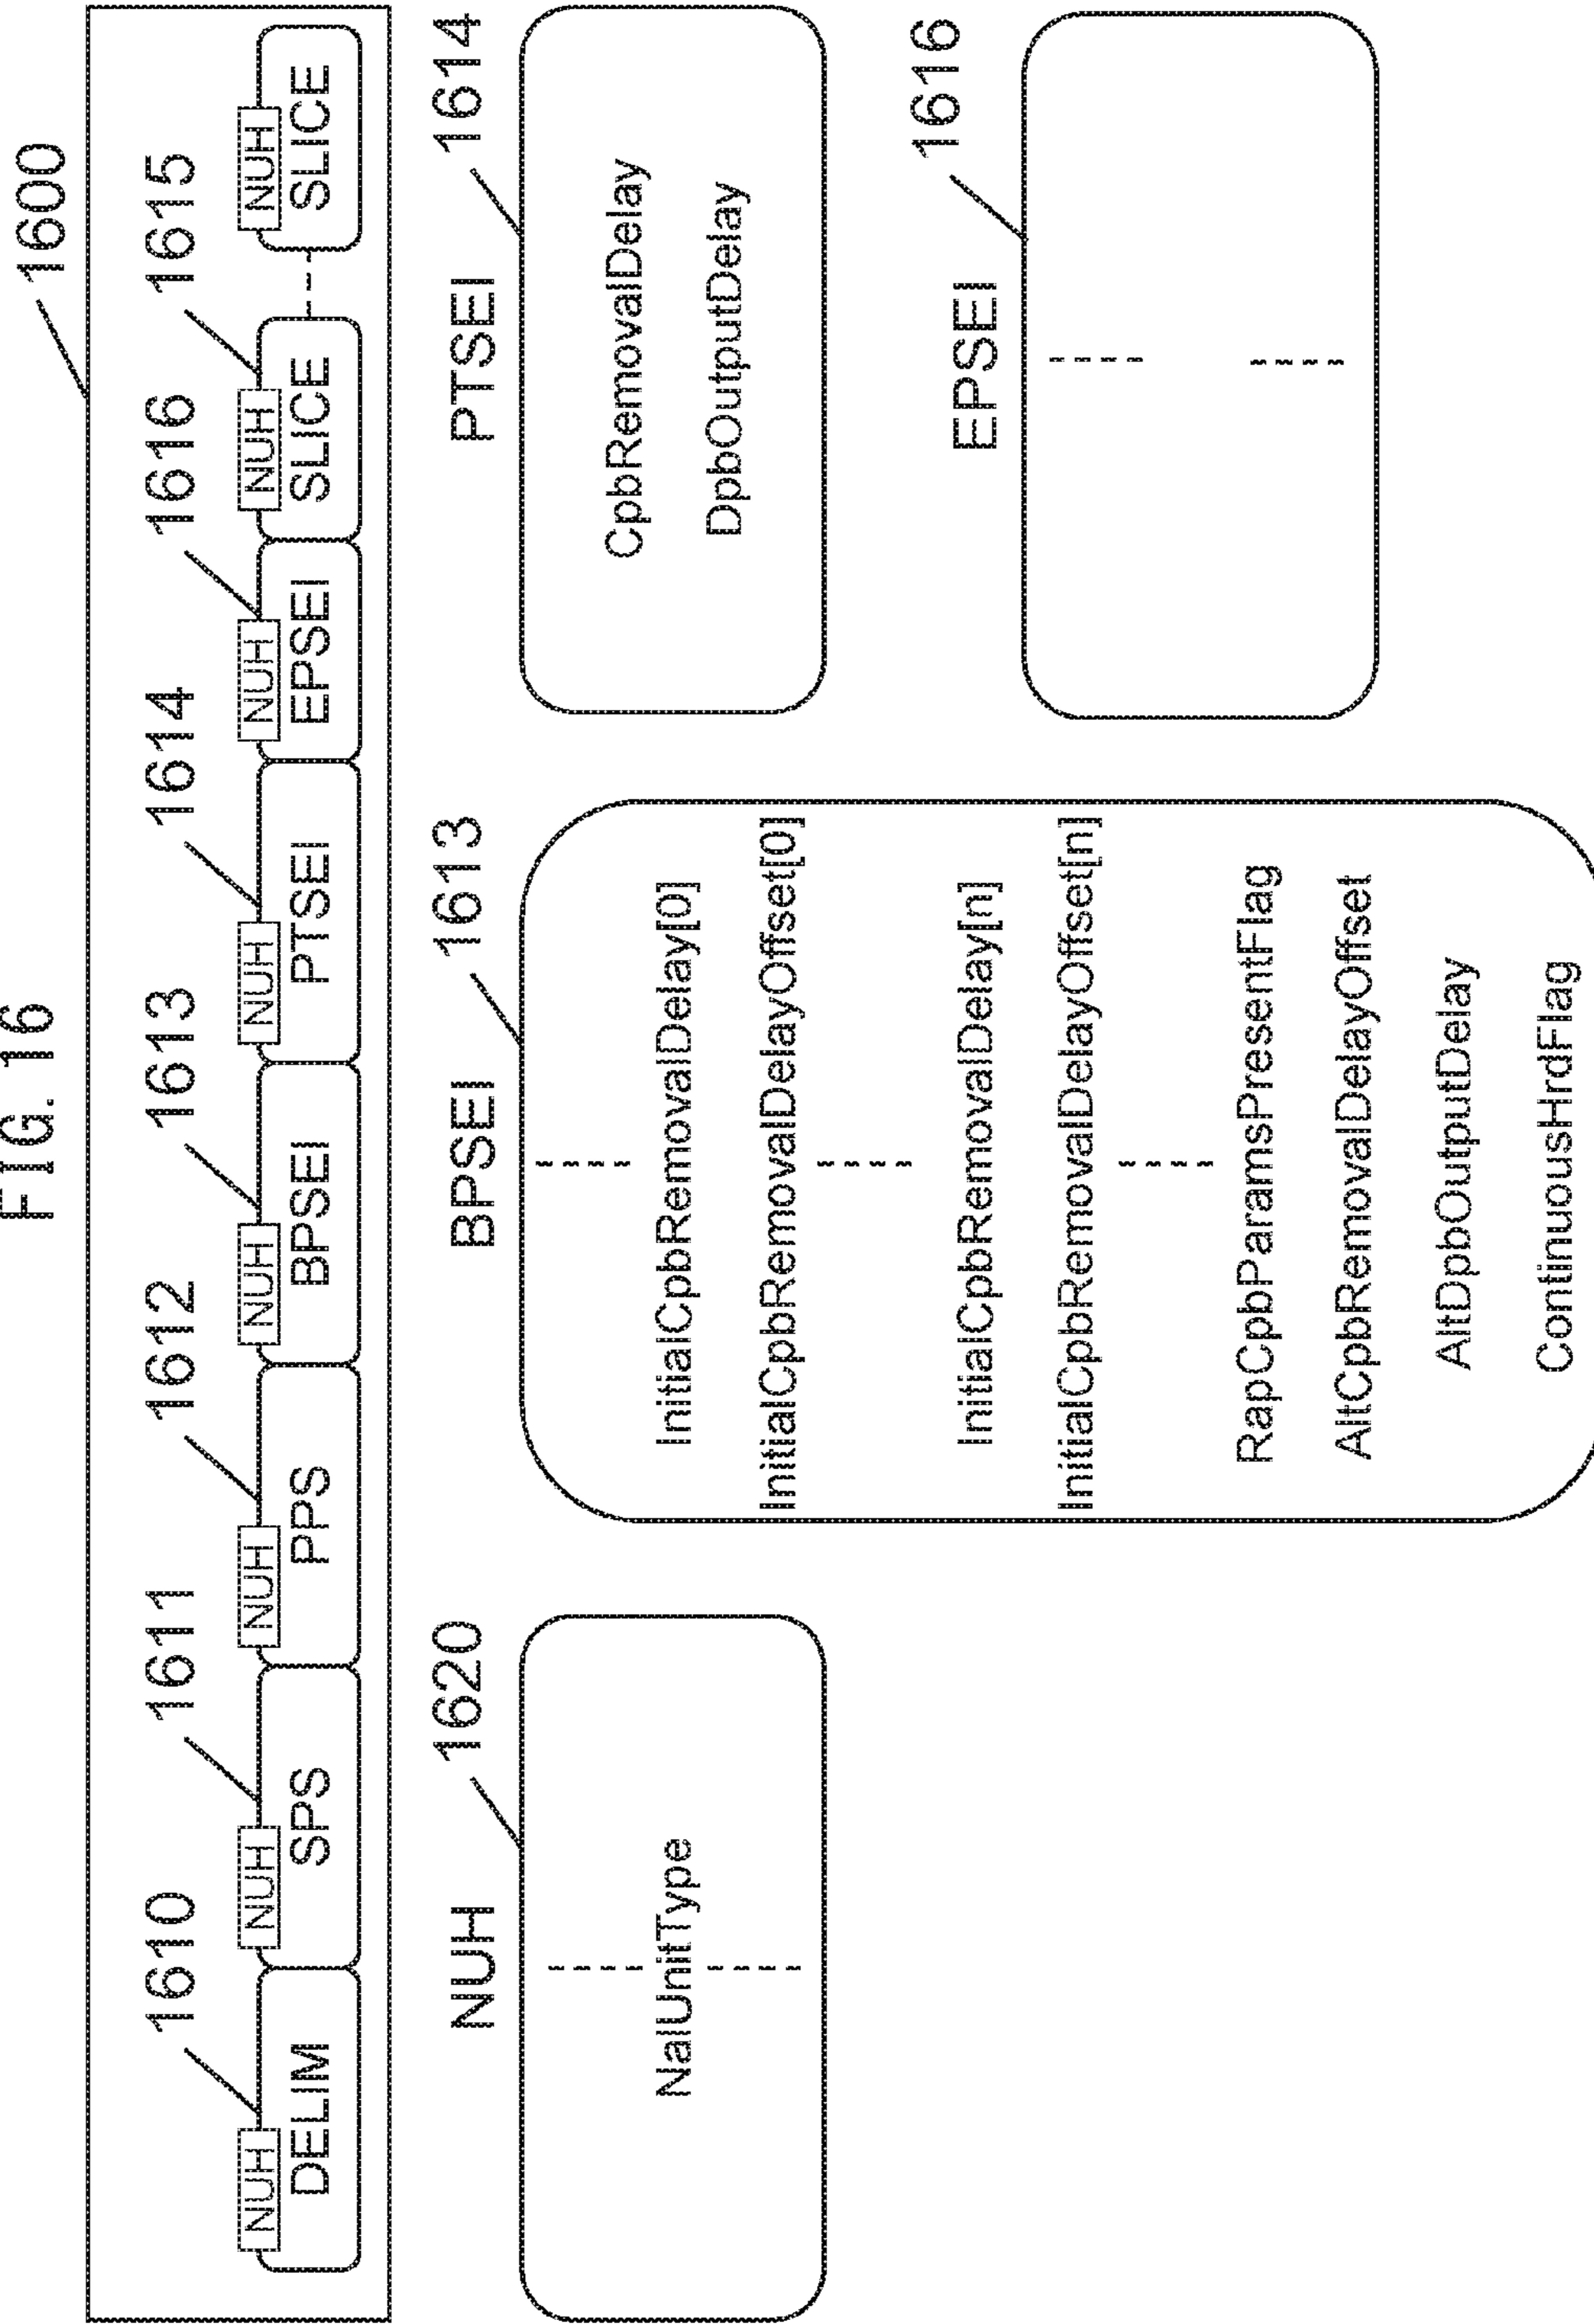 FIG. 16
1600
1610 1611 1612 1613 1614 1616 1615
NUH NUH NUH NUH NUH NUH NUH NUH
DELIM SPS PPS BPSEI PTSEI EPSEI SLICE SLICE
NUH 1620
NalUnitType
BPSEI 1613
InitialCpbRemovalDelay[0]
InitialCpbRemovalDelayOffset[0]
InitialCpbRemovalDelay[n]
InitialCpbRemovalDelayOffset[n]
RapCpbParamsPresentFlag
AltCpbRemovalDelayOffset
AltDpbOutputDelay
ContinuousHrdFlag
PTSEI 1614
CpbRemovalDelay
DpbOutputDelay
EPSEI 1616